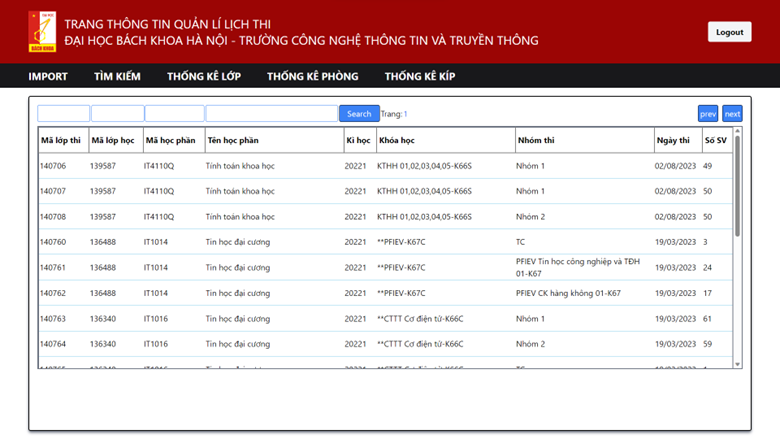 ĐẠI HỌC
BÁCH KHOA
TRANG THÔNG TIN QUẢN LÍ LỊCH THI
ĐẠI HỌC BÁCH KHOA HÀ NỘI - TRƯỜNG CÔNG NGHỆ THÔNG TIN VÀ TRUYỀN THÔNG
Logout
IMPORT TÌM KIẾM THỐNG KÊ LỚP THỐNG KÊ PHÒNG THỐNG KÊ KÍP
Search Trang: 1 prev next
Mã lớp thi Mã lớp học Mã học phần Tên học phần Kì học Khóa học Nhóm thi Ngày thi Số SV
140706 139587 IT4110Q Tính toán khoa học 20221 KTHH 01,02,03,04,05-K66S Nhóm 1 02/08/2023 49
140707 139587 IT4110Q Tính toán khoa học 20221 KTHH 01,02,03,04,05-K66S Nhóm 1 02/08/2023 50
140708 139587 IT4110Q Tính toán khoa học 20221 KTHH 01,02,03,04,05-K66S Nhóm 2 02/08/2023 50
140760 136488 IT1014 Tin học đại cương 20221 **PFIEV-K67C TC 19/03/2023 3
140761 136488 IT1014 Tin học đại cương 20221 **PFIEV-K67C PFIEV Tin học công nghiệp và TĐH 01-K67 19/03/2023 24
140762 136488 IT1014 Tin học đại cương 20221 **PFIEV-K67C PFIEV CK hàng không 01-K67 19/03/2023 17
140763 136340 IT1016 Tin học đại cương 20221 **CTTT Cơ điện tử-K66C Nhóm 1 19/03/2023 61
140764 136340 IT1016 Tin học đại cương 20221 **CTTT Cơ điện tử-K66C Nhóm 2 19/03/2023 59